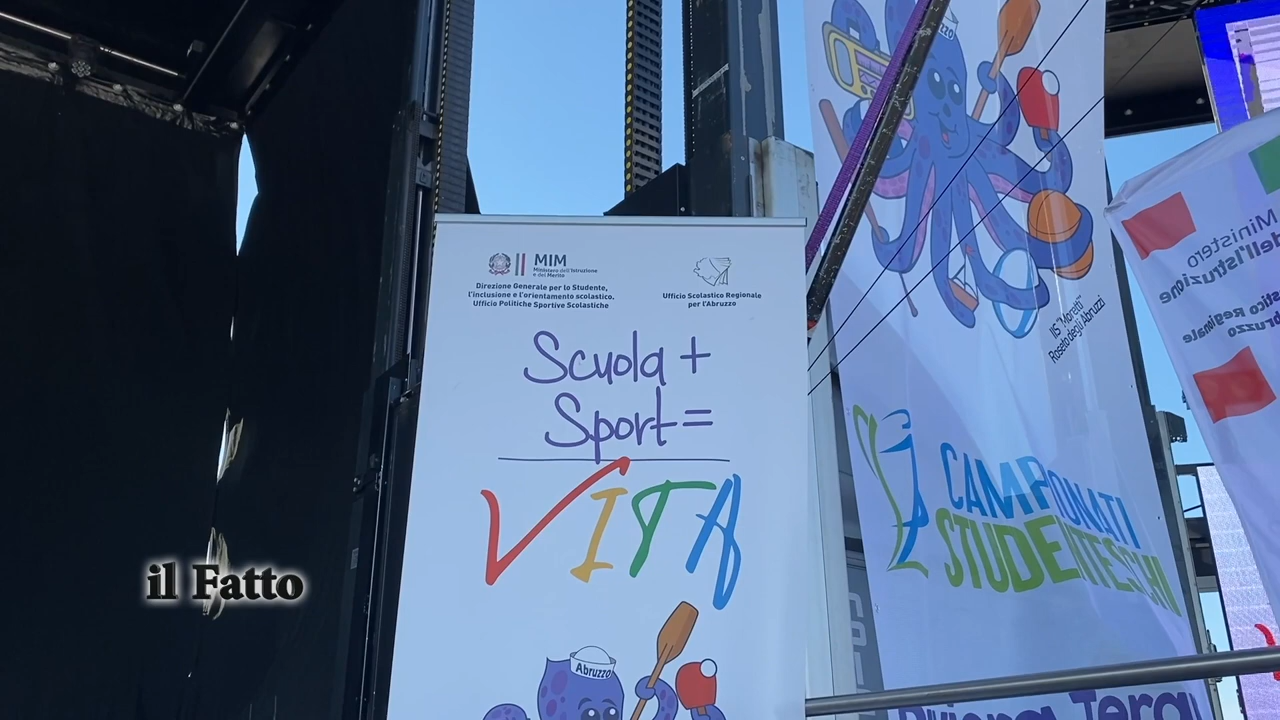 MIM
Ministero dell'Istruzione
e del Merito
Direzione Generale per lo Studente,
l'inclusione e l'orientamento scolastico.
Ufficio Politiche Sportive Scolastiche
Ufficio Scolastico Regionale
per l'Abruzzo
Scuola +
Sport =
VITA
Abruzzo
IIS "Moretti"
Roseto degli Abruzzi
CAMPIONATI
STUDENTESCHI
Ministero
dell'Istruzione
Regionale
Abruzzo
il Fatto